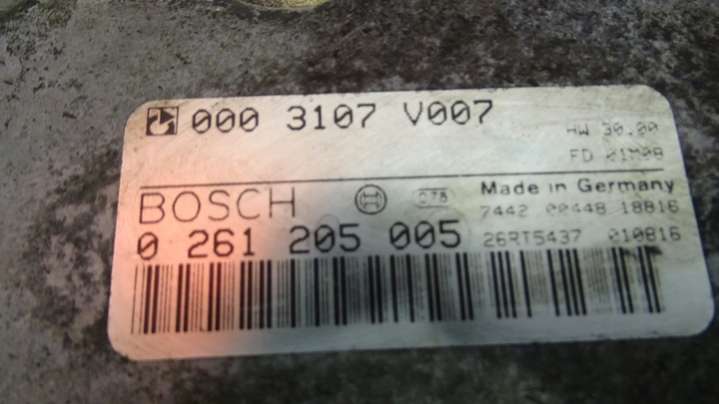 000 3107 V007
HW 30.00
FD 01M08
BOSCH
Made in Germany
7442 00448 18816
0 261 205 005
26RT5437 010816